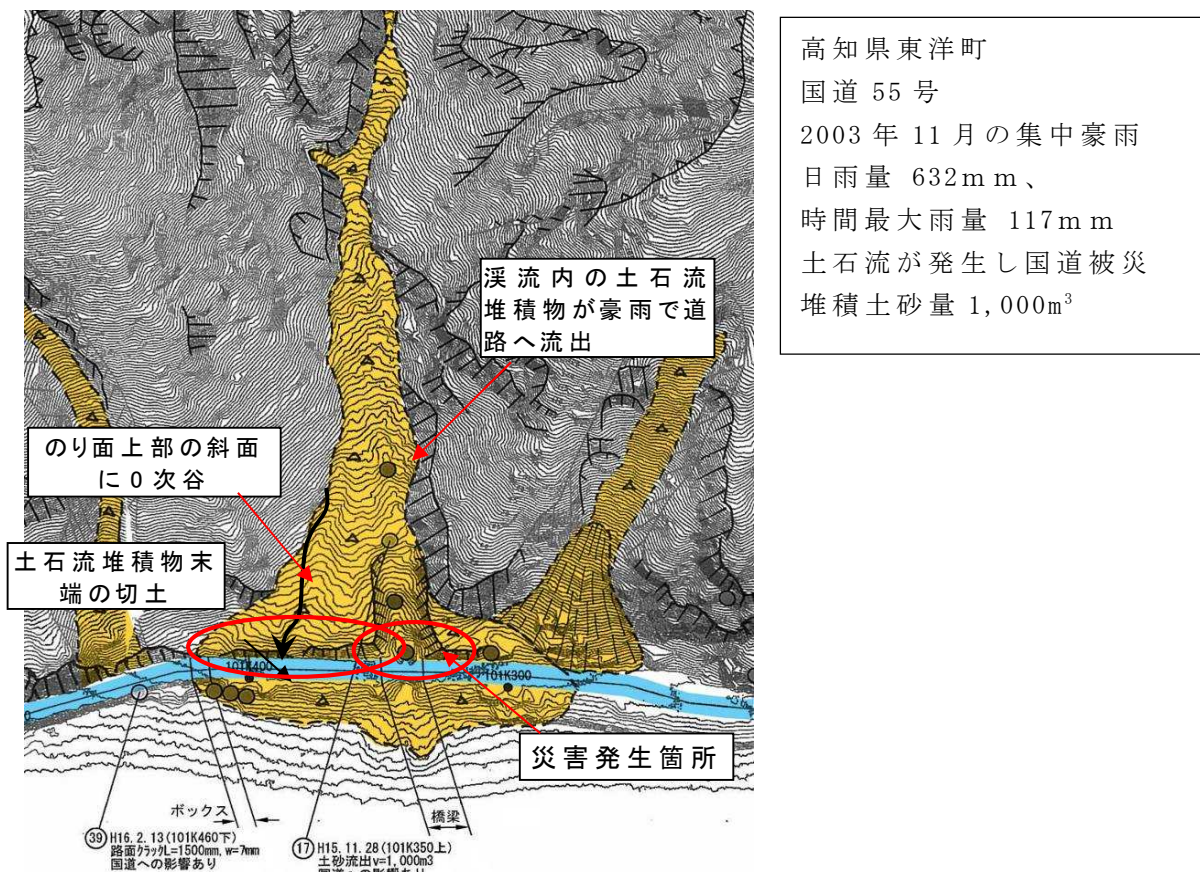 高知県東洋町
国道 55 号
2003 年 11 月の集中豪雨
日雨量 632mm、
時間最大雨量 117mm
土石流が発生し国道被災
堆積土砂量 1,000m³
渓流内の土石流
堆積物が豪雨で道
路へ流出
のり面上部の斜面
に0次谷
土石流堆積物末
端の切土
101K400
101K300
災害発生箇所
ボックス
橋梁
㊴ H16. 2. 13 (101K460下)
路面クラックL=1500mm, w=7mm
国道への影響あり
⑰ H15. 11. 28 (101K350上)
土砂流出v=1, 000m3
国道への影響あり